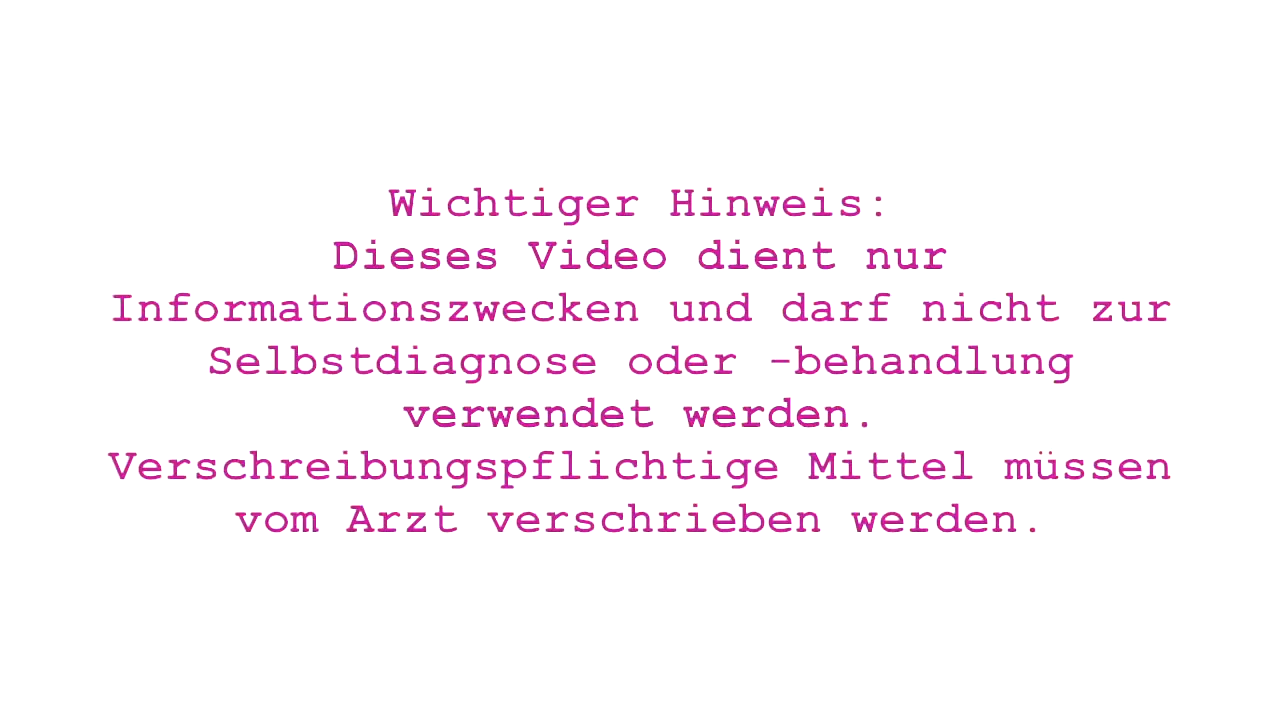 Wichtiger Hinweis:
Dieses Video dient nur
Informationszwecken und darf nicht zur
Selbstdiagnose oder -behandlung
verwendet werden.
Verschreibungspflichtige Mittel müssen
vom Arzt verschrieben werden.